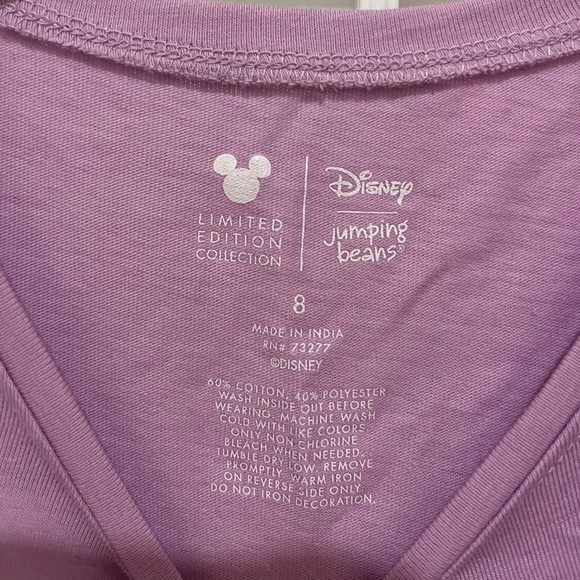 LIMITED
EDITION
COLLECTION
Disney
jumping
beans®
8
MADE IN INDIA
RN# 73277
©DISNEY
60% COTTON, 40% POLYESTER
WASH INSIDE OUT BEFORE
WEARING. MACHINE WASH
COLD WITH LIKE COLORS.
ONLY NON-CHLORINE
BLEACH WHEN NEEDED.
TUMBLE DRY LOW. REMOVE
PROMPTLY. WARM IRON
ON REVERSE SIDE ONLY
DO NOT IRON DECORATION.